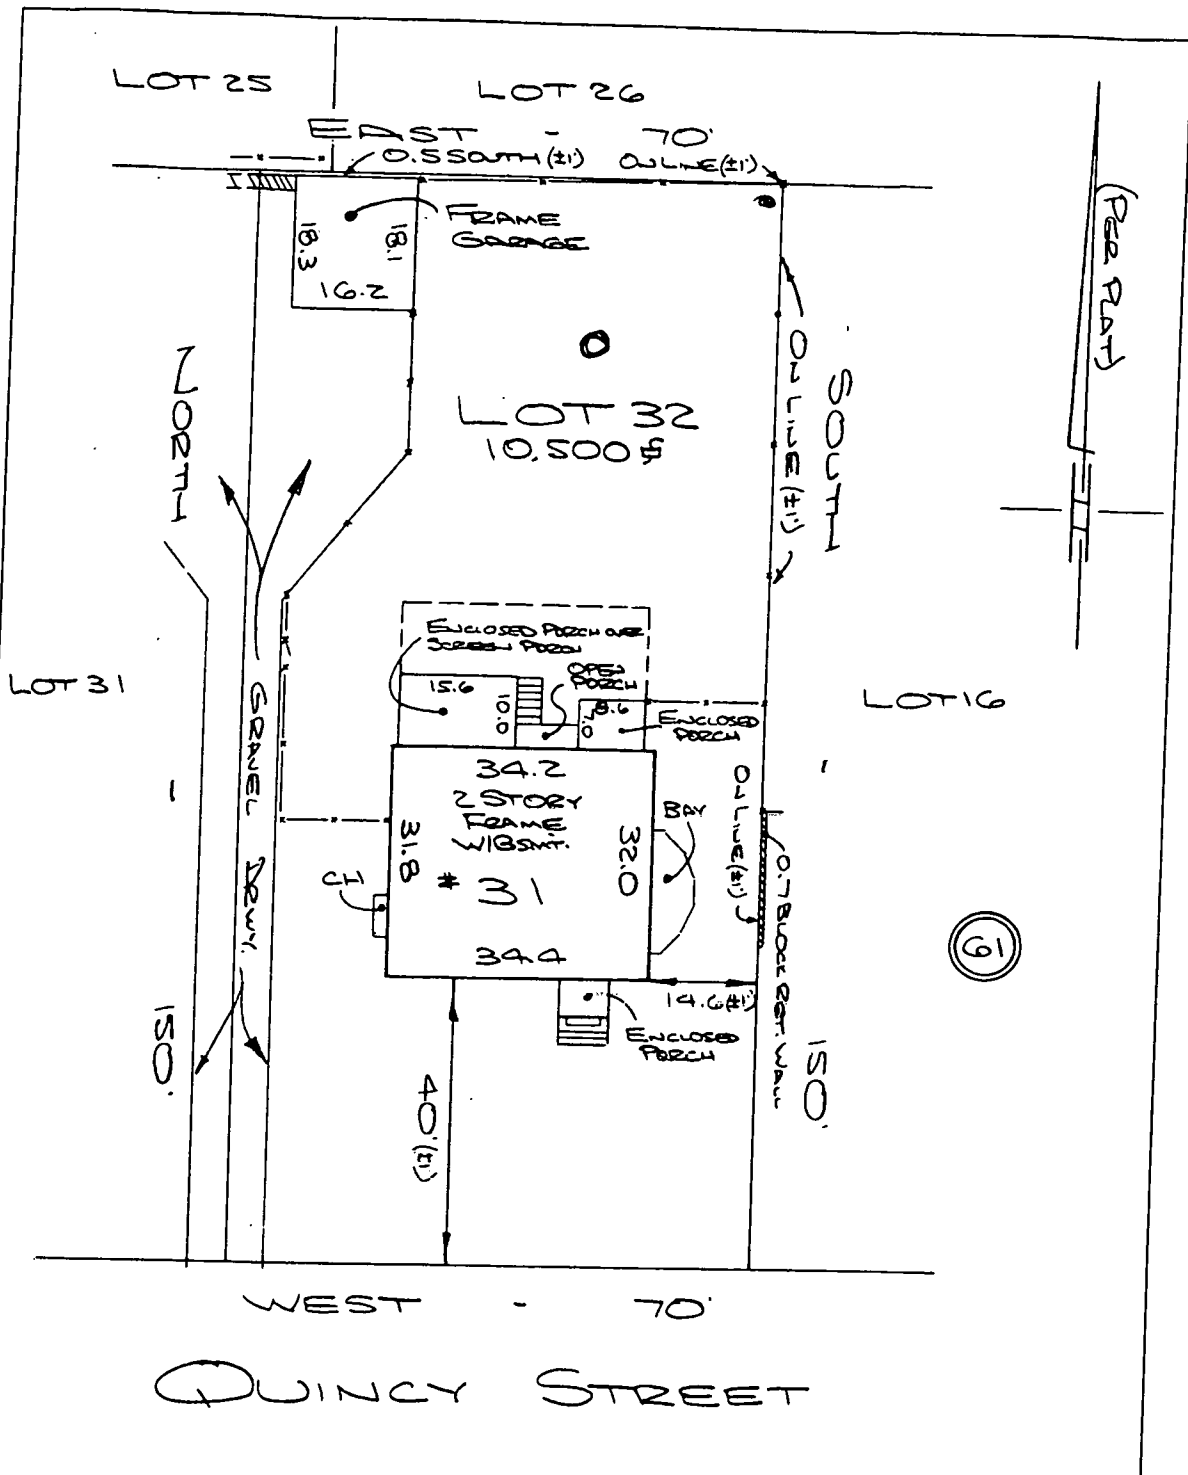 LOT 25
LOT 26
EAST - 70'
0.5 SOUTH (±1')
ON LINE (±1')
(PER PLAT)
FRAME
GARAGE
18.3
18.1
16.2
NORTH - 150'
SOUTH - 150'
ON LINE (±1')
LOT 32
10,500
LOT 31
GRAVEL DRWY.
ENCLOSED PORCH OVER
SCREEN PORCH
OPEN
PORCH
15.6
10.0
8.6
7.0
ENCLOSED
PORCH
LOT 16
34.2
2 STORY
FRAME
W/BSMT.
# 31
31.8
32.0
34.4
BAY
CH
ON LINE (±1')
0.7 BLOCK RET. WALL
61
14.6 (±1')
ENCLOSED
PORCH
40' (±1')
WEST - 70'
QUINCY STREET